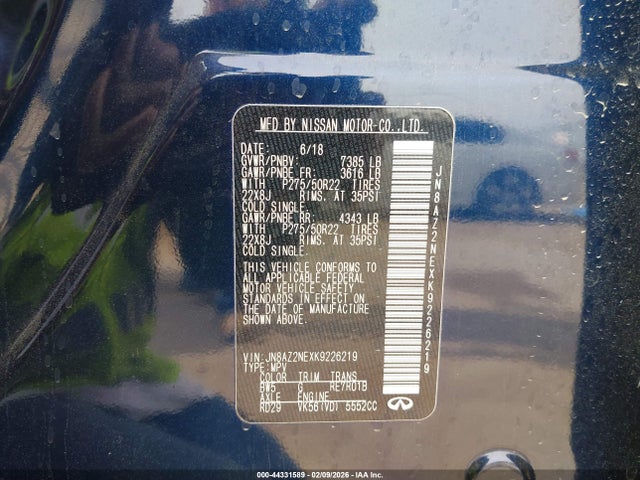 MFD BY NISSAN MOTOR-CO.,LTD.
DATE: 6/18
GVWR/PNBV: 7385 LB
GAWR/PNBE FR: 3616 LB
WITH P275/50R22 TIRES
22X8J RIMS. AT 35PSI
COLD SINGLE.
GAWR/PNBE RR: 4343 LB
WITH P275/50R22 TIRES
22X8J RIMS. AT 35PSI
COLD SINGLE.
THIS VEHICLE CONFORMS TO
ALL APPLICABLE FEDERAL
MOTOR VEHICLE SAFETY
STANDARDS IN EFFECT ON
THE DATE OF MANUFACTURE
SHOWN ABOVE.
VIN:JN8AZ2NEXK9226219
TYPE:MPV
COLOR TRIM TRANS
BW5 G RE7R01B
AXLE ENGINE
RD29 VK56(VD) 5552CC
JN8AZ2NEXK9226219
000-44331589 - 02/09/2026 - IAA Inc.